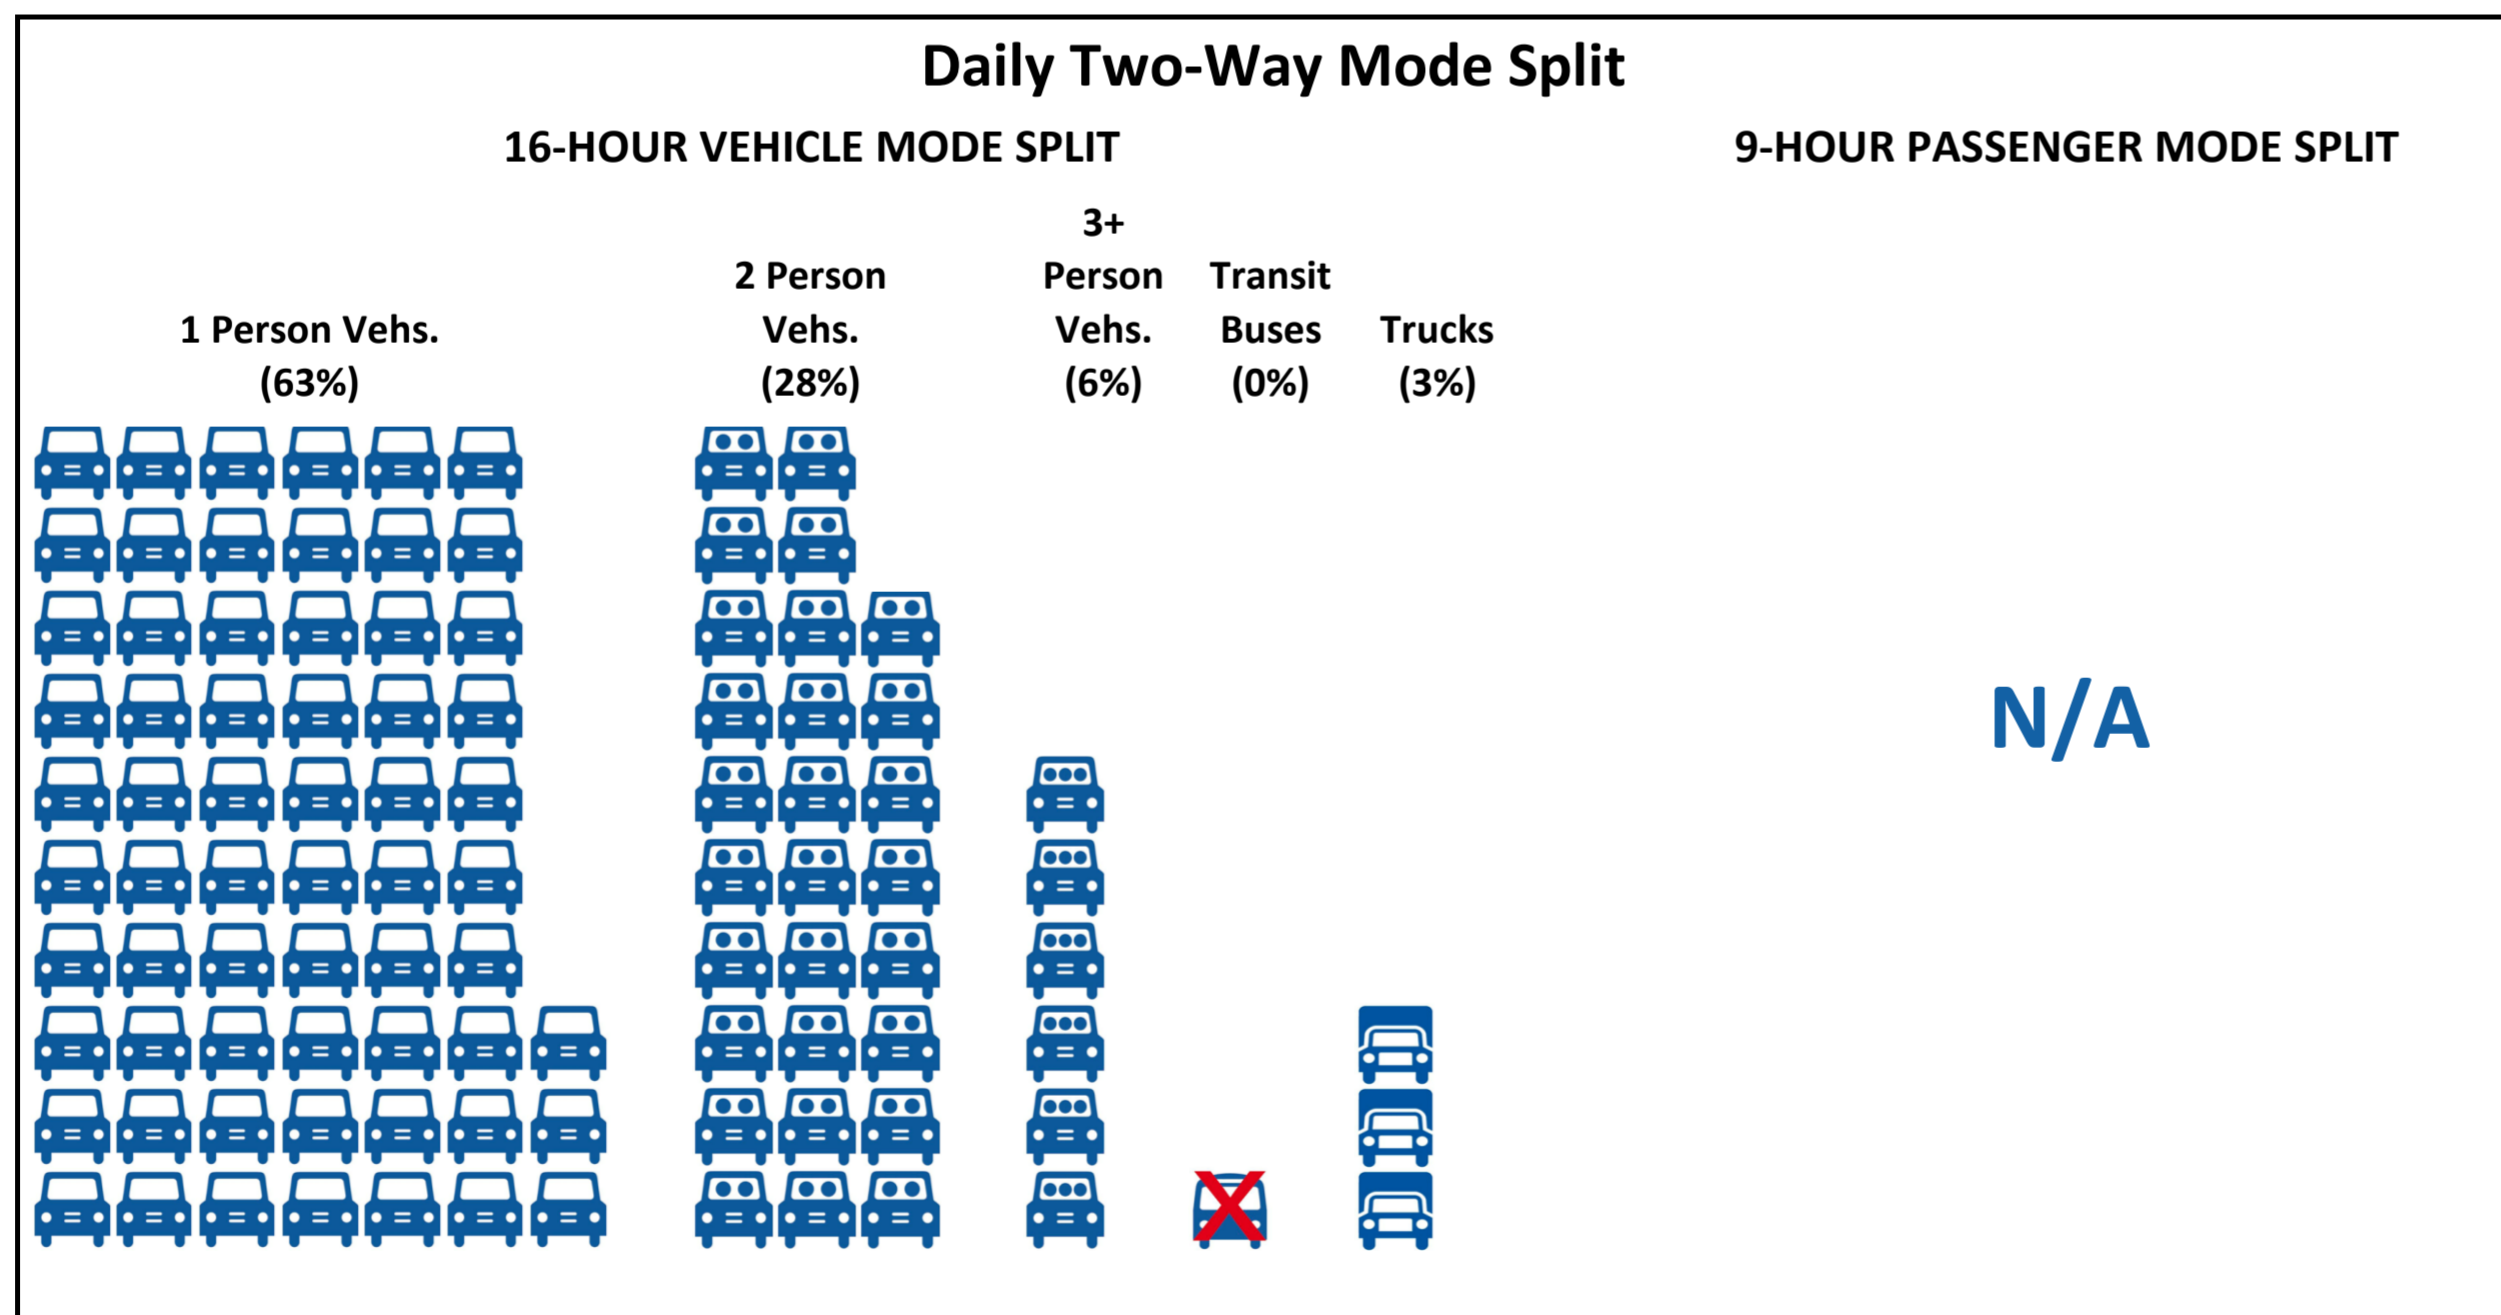 Daily Two-Way Mode Split
16-HOUR VEHICLE MODE SPLIT
9-HOUR PASSENGER MODE SPLIT
1 Person Vehs.
(63%)
2 Person
Vehs.
(28%)
3+
Person
Vehs.
(6%)
Transit
Buses
(0%)
Trucks
(3%)
N/A